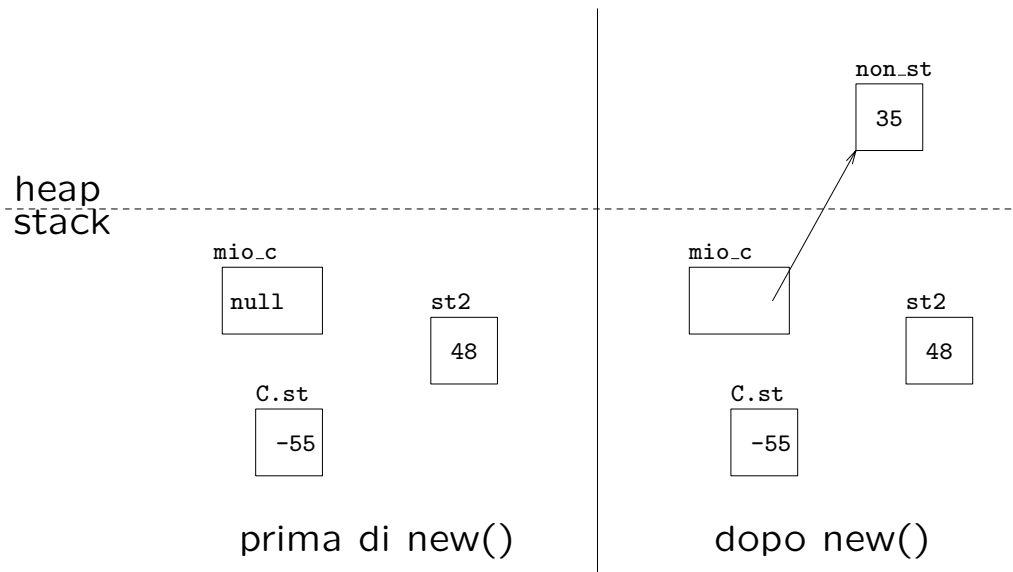 non_st
35
heap
stack
mio_c
null
st2
48
C.st
-55
prima di new()
mio_c
st2
48
C.st
-55
dopo new()